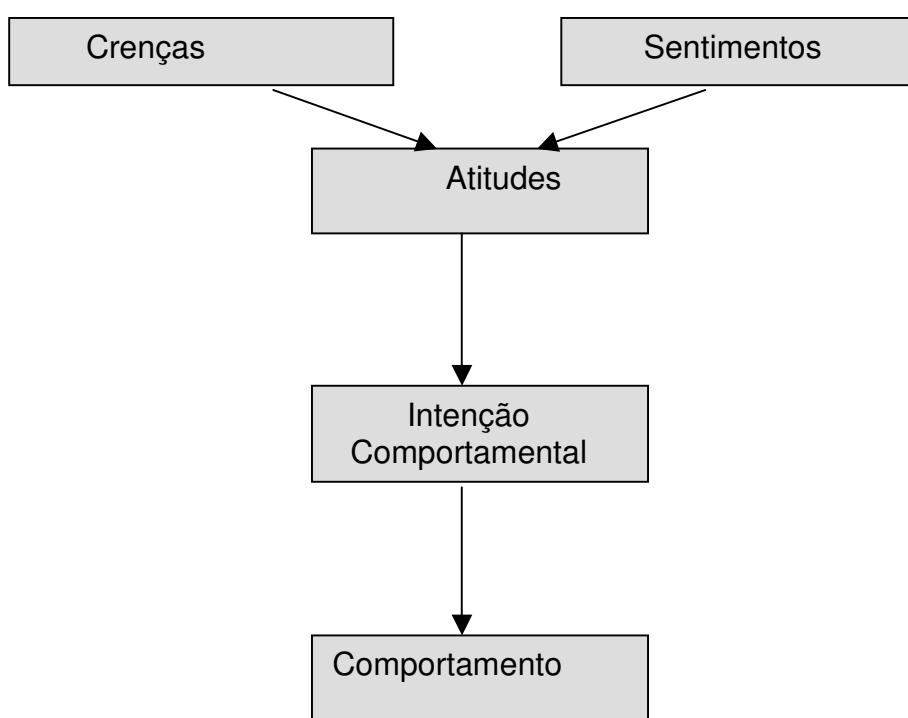 Crenças
Sentimentos
Atitudes
Intenção
Comportamental
Comportamento